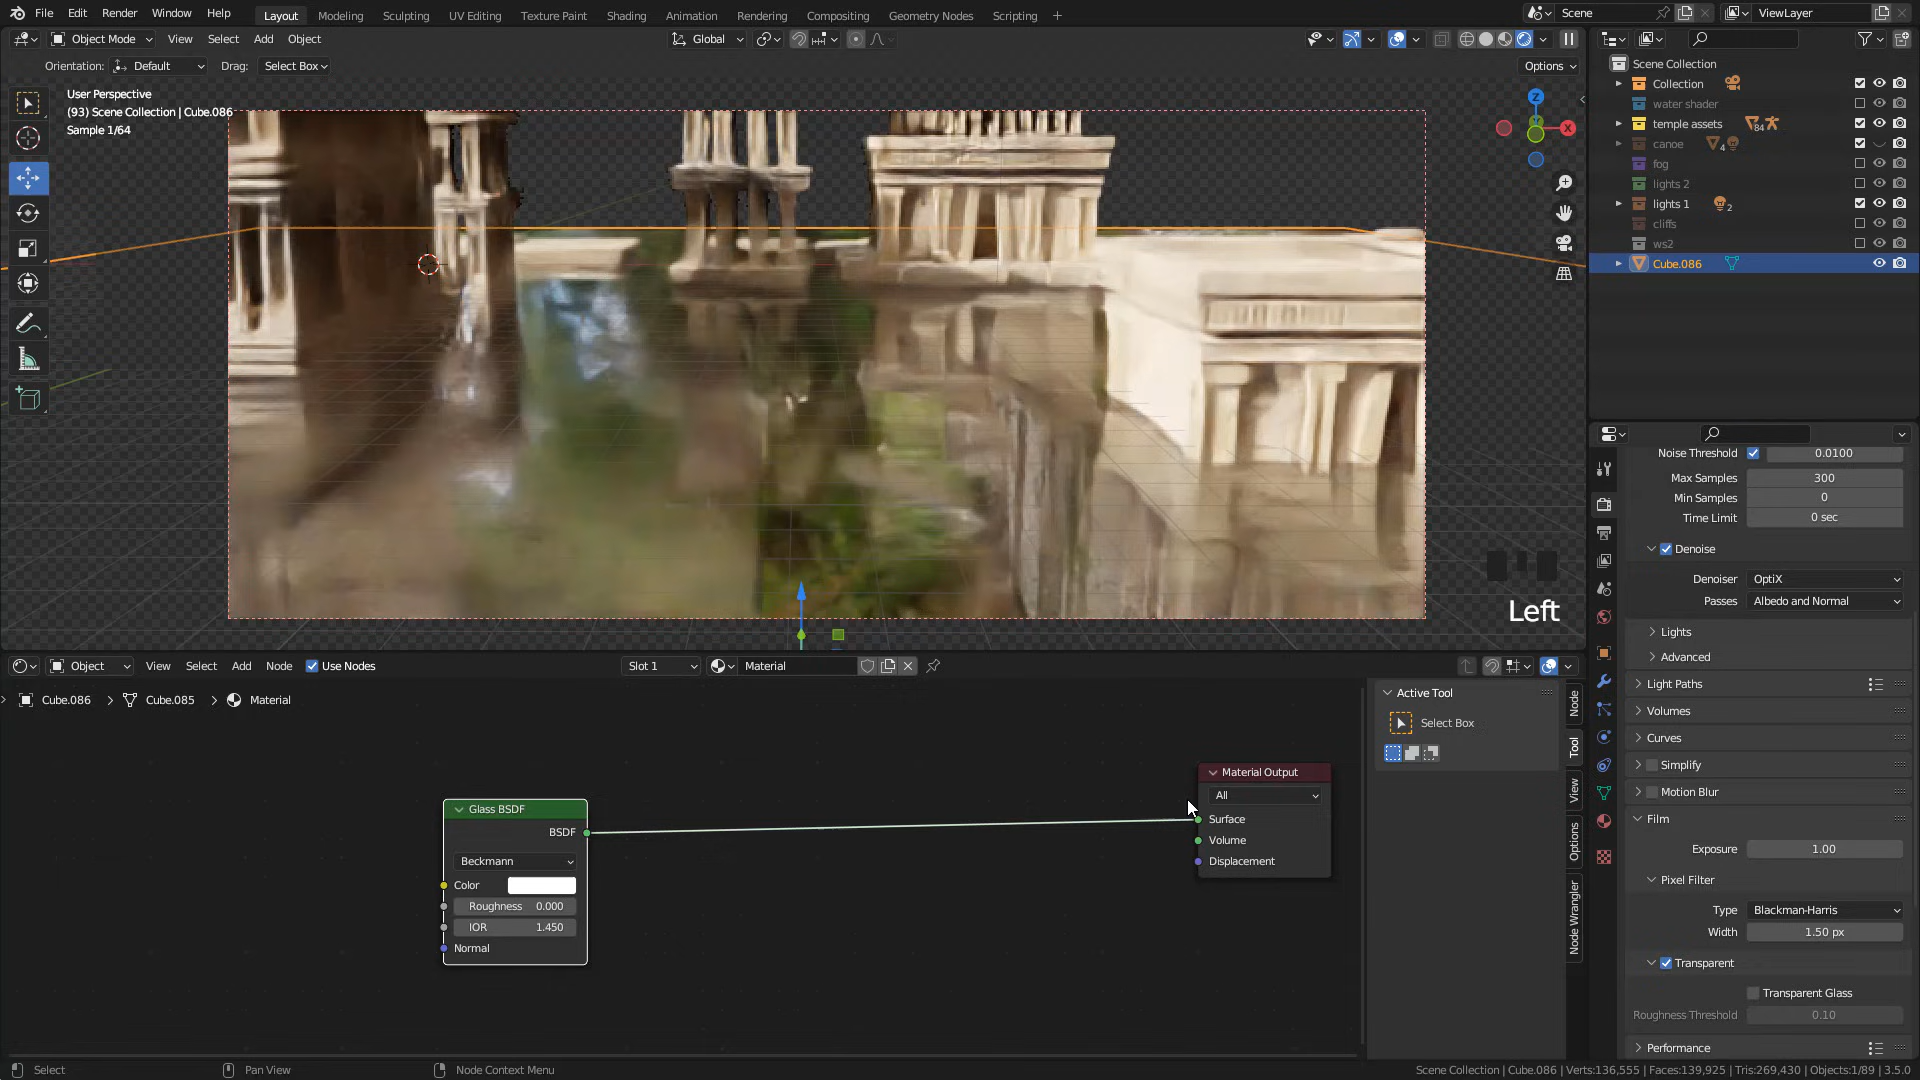 File Edit Render Window Help Layout Modeling Sculpting UV Editing Texture Paint Shading Animation Rendering Compositing Geometry Nodes Scripting + Scene ViewLayer
Object Mode View Select Add Object Global
Orientation: Default Drag: Select Box Options
User Perspective
(93) Scene Collection | Cube.086
Sample 1/64
Z
X
Left
Scene Collection
Collection
water shader
temple assets 84
canoe 4
fog
lights 2
lights 1 2
cliffs
ws2
Cube.086
Noise Threshold 0.0100
Max Samples 300
Min Samples 0
Time Limit 0 sec
Denoise
Denoiser OptiX
Passes Albedo and Normal
Lights
Advanced
Light Paths
Volumes
Curves
Simplify
Motion Blur
Film
Exposure 1.00
Pixel Filter
Type Blackman-Harris
Width 1.50 px
Transparent
Transparent Glass
Roughness Threshold 0.10
Performance
Object View Select Add Node Use Nodes Slot 1 Material
Cube.086 Cube.085 Material
Glass BSDF
BSDF
Beckmann
Color
Roughness 0.000
IOR 1.450
Normal
Material Output
All
Surface
Volume
Displacement
Active Tool
Select Box
Node
Tool
View
Options
Node Wrangler
Select Pan View Node Context Menu Scene Collection | Cube.086 | Verts:136,555 | Faces:139,925 | Tris:269,430 | Objects:1/89 | 3.5.0